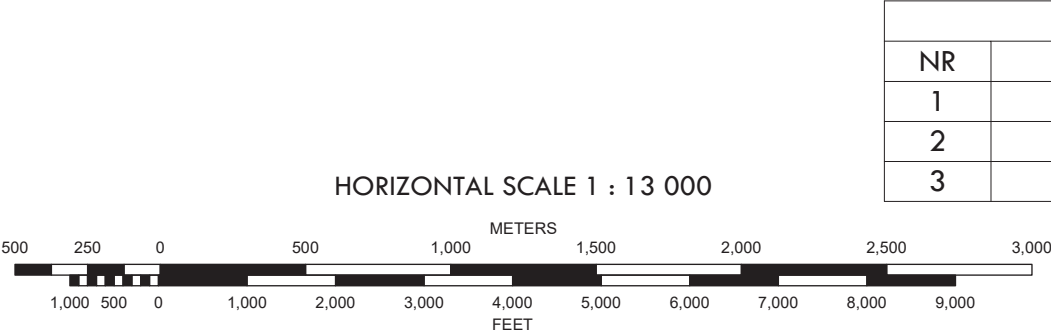 NR
1
2
3
HORIZONTAL SCALE 1 : 13 000
METERS
500 250 0 500 1,000 1,500 2,000 2,500 3,000
1,000 500 0 1,000 2,000 3,000 4,000 5,000 6,000 7,000 8,000 9,000
FEET